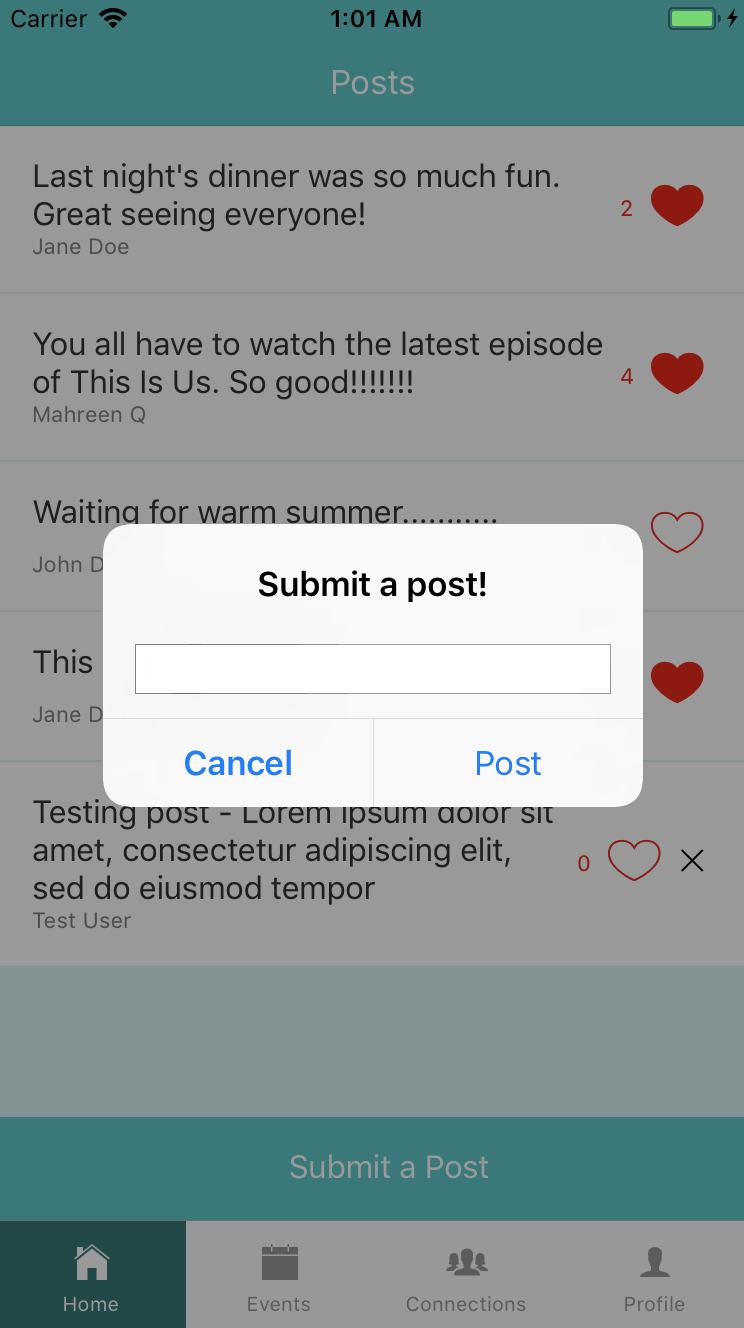 Carrier 1:01 AM
Posts
Last night's dinner was so much fun.
Great seeing everyone!
2
Jane Doe
You all have to watch the latest episode
of This Is Us. So good!!!!!!!
4
Mahreen Q
Waiting for warm summer...........
John D
Submit a post!
This
Jane D
Cancel Post
Testing post - Lorem ipsum dolor sit
amet, consectetur adipiscing elit,
0
sed do eiusmod tempor
Test User
Submit a Post
Home Events Connections Profile